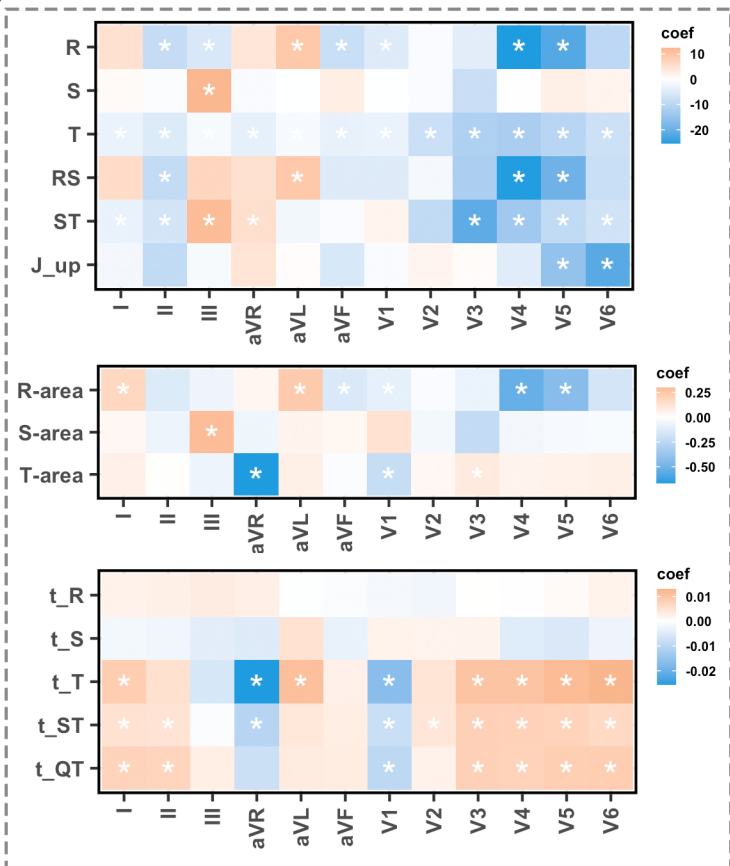 coef
R
* * * * * * *
10
S
*
0
T
* * * * * * * * * * * *
-10
RS
* * * *
-20
ST
* * * * * * * *
J_up
* *
I II III aVR aVL aVF V1 V2 V3 V4 V5 V6
coef
R-area
* * * * * *
0.25
S-area
*
0.00
-0.25
T-area
* * *
-0.50
I II III aVR aVL aVF V1 V2 V3 V4 V5 V6
coef
t_R
0.01
t_S
0.00
t_T
* * * * * * * *
-0.01
-0.02
t_ST
* * * * * * * * *
t_QT
* * * * * * *
I II III aVR aVL aVF V1 V2 V3 V4 V5 V6